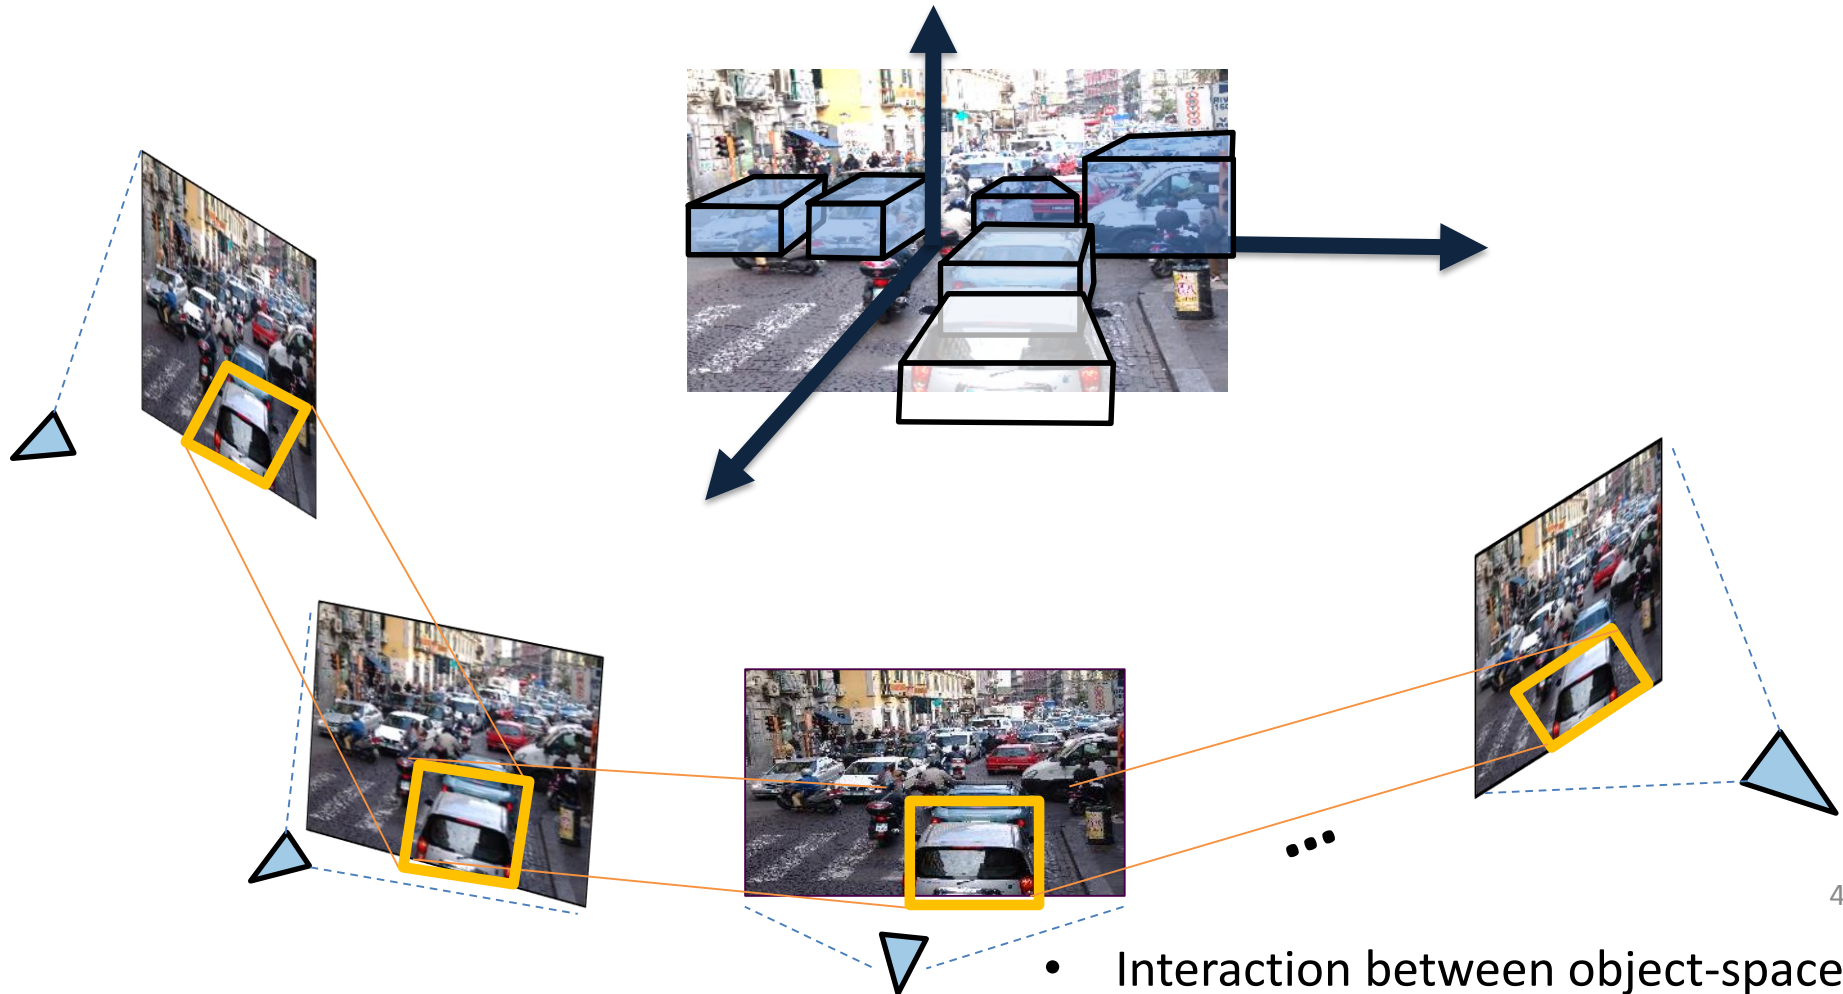 4
• Interaction between object-space